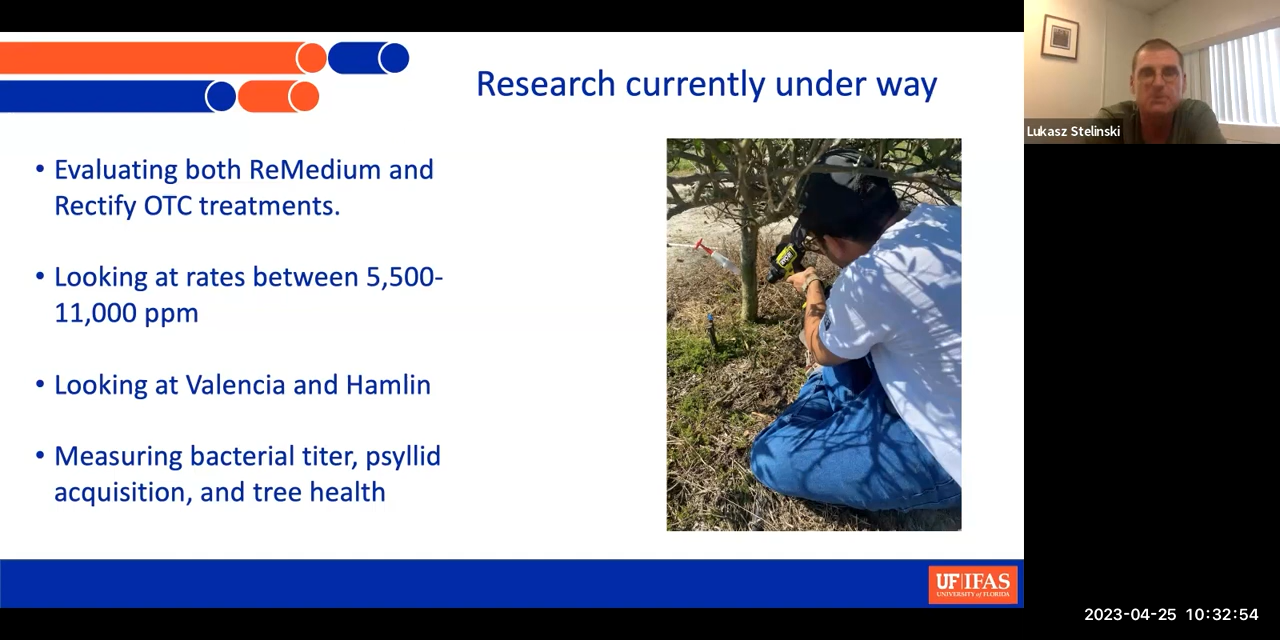 Research currently under way
• Evaluating both ReMedium and
Rectify OTC treatments.
• Looking at rates between 5,500-
11,000 ppm
• Looking at Valencia and Hamlin
• Measuring bacterial titer, psyllid
acquisition, and tree health
UF|IFAS
UNIVERSITY of FLORIDA
Lukasz Stelinski
2023-04-25 10:32:54